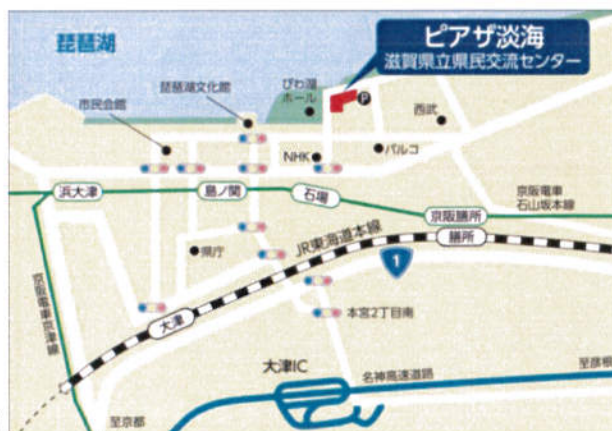 琵琶湖
ピアザ淡海
滋賀県立県民交流センター
琵琶湖文化館
びわ湖
ホール
P
西武
市民会館
NHK
パルコ
浜大津
島ノ関
石場
京阪膳所
京阪電車
石山坂本線
県庁
JR東海道本線
膳所
1
京阪電車京津線
大津
本宮2丁目南
大津IC
名神高速道路
至彦根
至京都